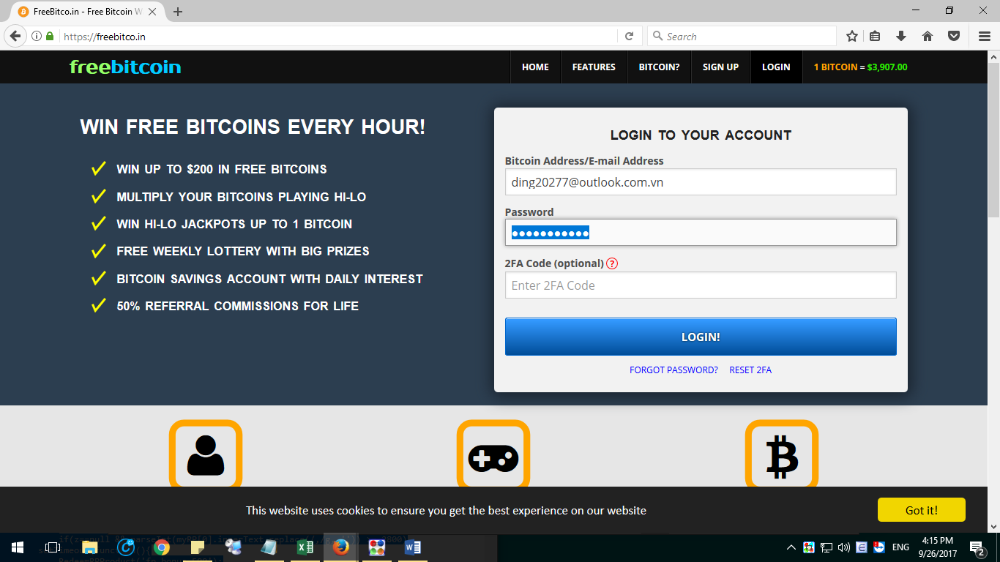 FreeBitco.in - Free Bitcoin W
https://freebitco.in
Search
freebitcoin
HOME
FEATURES
BITCOIN?
SIGN UP
LOGIN
1 BITCOIN = $3,907.00
WIN FREE BITCOINS EVERY HOUR!
WIN UP TO $200 IN FREE BITCOINS
MULTIPLY YOUR BITCOINS PLAYING HI-LO
WIN HI-LO JACKPOTS UP TO 1 BITCOIN
FREE WEEKLY LOTTERY WITH BIG PRIZES
BITCOIN SAVINGS ACCOUNT WITH DAILY INTEREST
50% REFERRAL COMMISSIONS FOR LIFE
LOGIN TO YOUR ACCOUNT
Bitcoin Address/E-mail Address
ding20277@outlook.com.vn
Password
2FA Code (optional) ?
Enter 2FA Code
LOGIN!
FORGOT PASSWORD? RESET 2FA
This website uses cookies to ensure you get the best experience on our website
Got it!
ENG
4:15 PM
9/26/2017
2